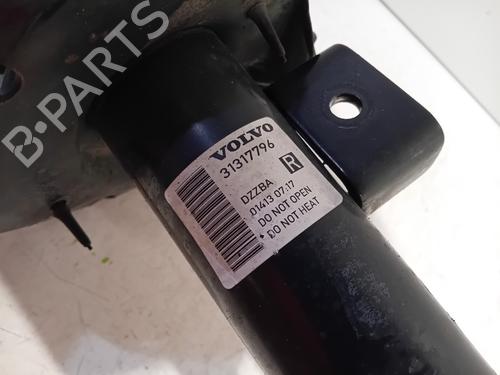 B-PARTS
VOLVO
31317796
R
DZZBA
01413 07.17
DO NOT OPEN
DO NOT HEAT